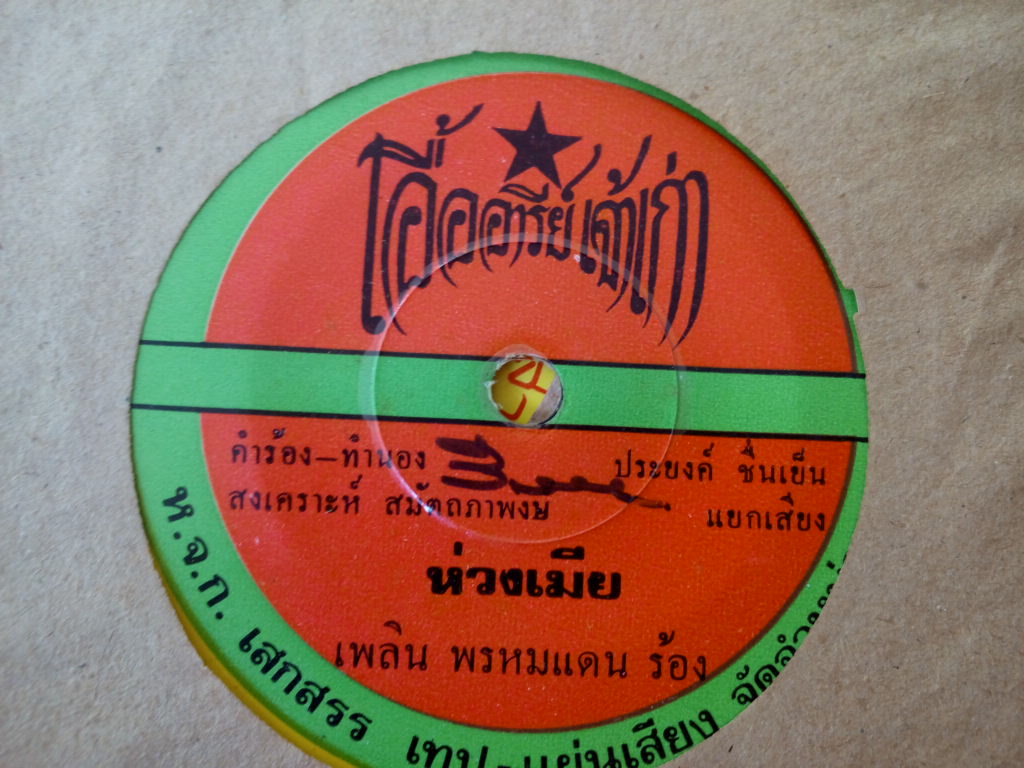 โอื้ออารีย์เด้าเก่า
คำร้อง-ทำนอง ประยงค์ ชื่นเย็น
สงเคราะห์ สมัตถภาพงษ์ แยกเสียง
ห่วงเมีย
เพลิน พรหมแดน ร้อง
ห.จ.ก. เสกสรร เทป-แผ่นเสียง